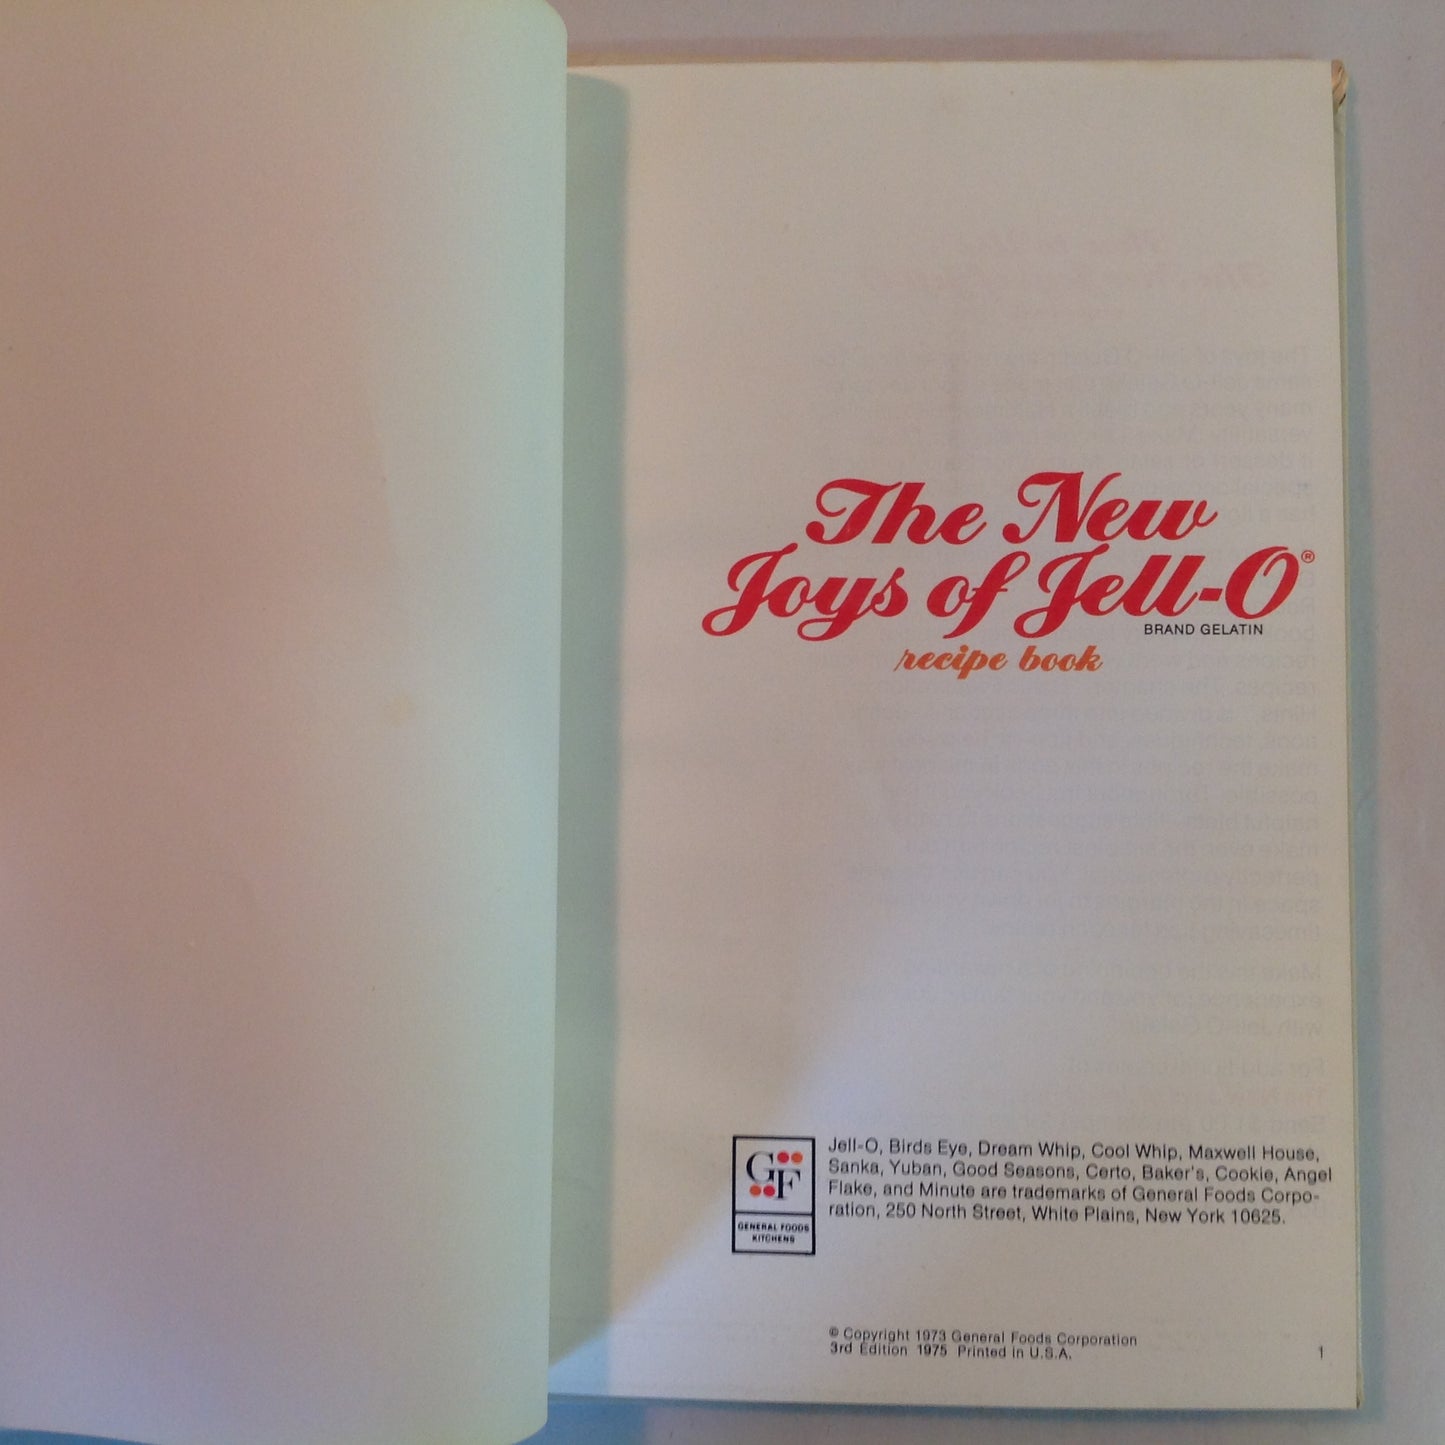 The New
Joys of Jell-O®
BRAND GELATIN
recipe book
GF
GENERAL FOODS
KITCHENS
Jell-O, Birds Eye, Dream Whip, Cool Whip, Maxwell House,
Sanka, Yuban, Good Seasons, Certo, Baker's, Cookie, Angel
Flake, and Minute are trademarks of General Foods Corpo-
ration, 250 North Street, White Plains, New York 10625.
© Copyright 1973 General Foods Corporation
3rd Edition 1975 Printed in U.S.A.
1